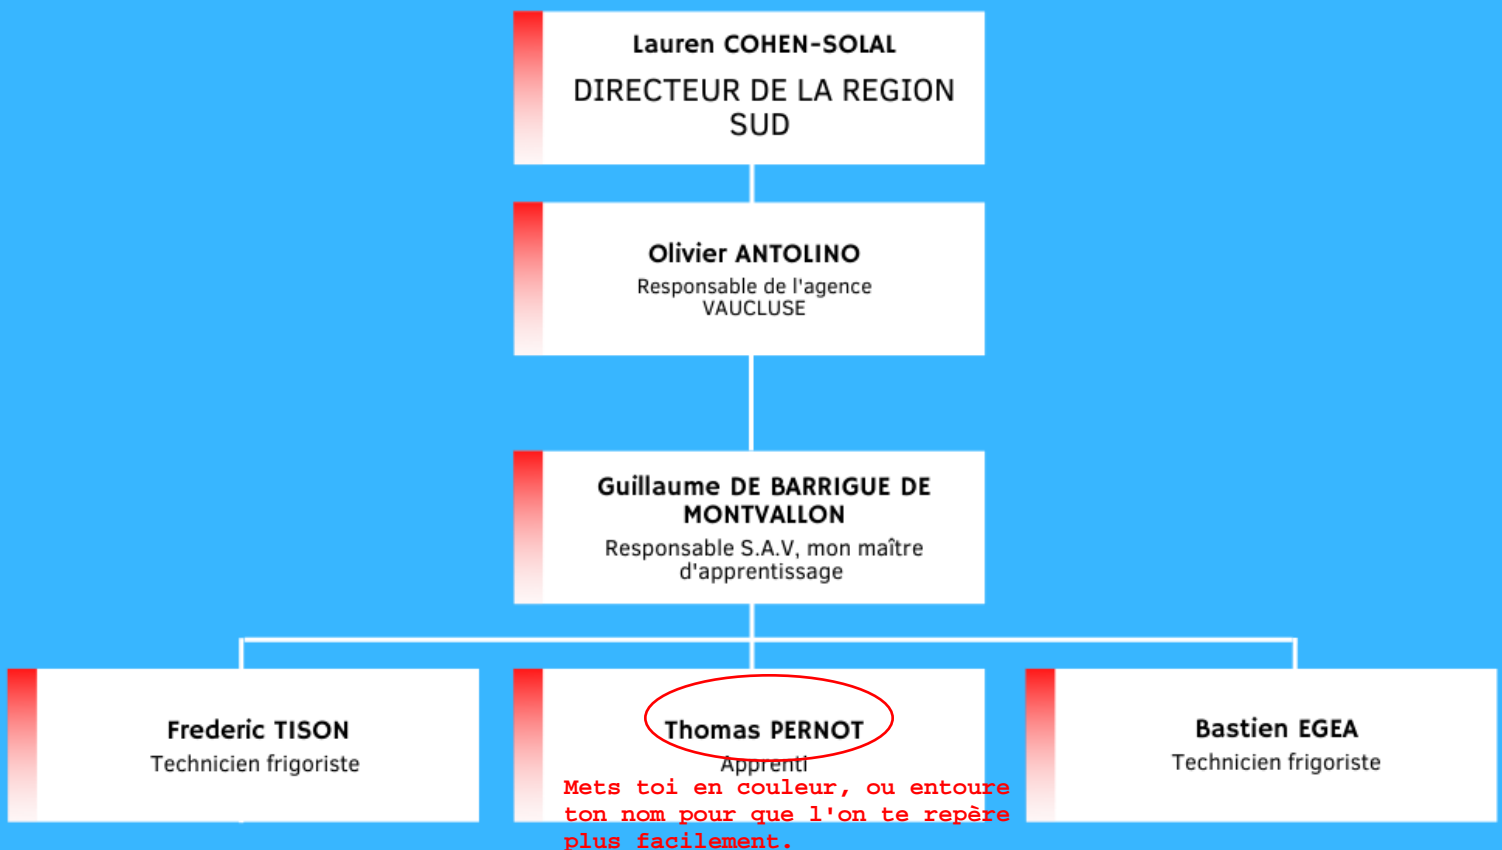 Lauren COHEN-SOLAL
DIRECTEUR DE LA REGION
SUD
Olivier ANTOLINO
Responsable de l'agence
VAUCLUSE
Guillaume DE BARRIGUE DE
MONTVALLON
Responsable S.A.V, mon maître
d'apprentissage
Frederic TISON
Technicien frigoriste
Thomas PERNOT
Apprenti
Mets toi en couleur, ou entoure
ton nom pour que l'on te repère
plus facilement.
Bastien EGEA
Technicien frigoriste